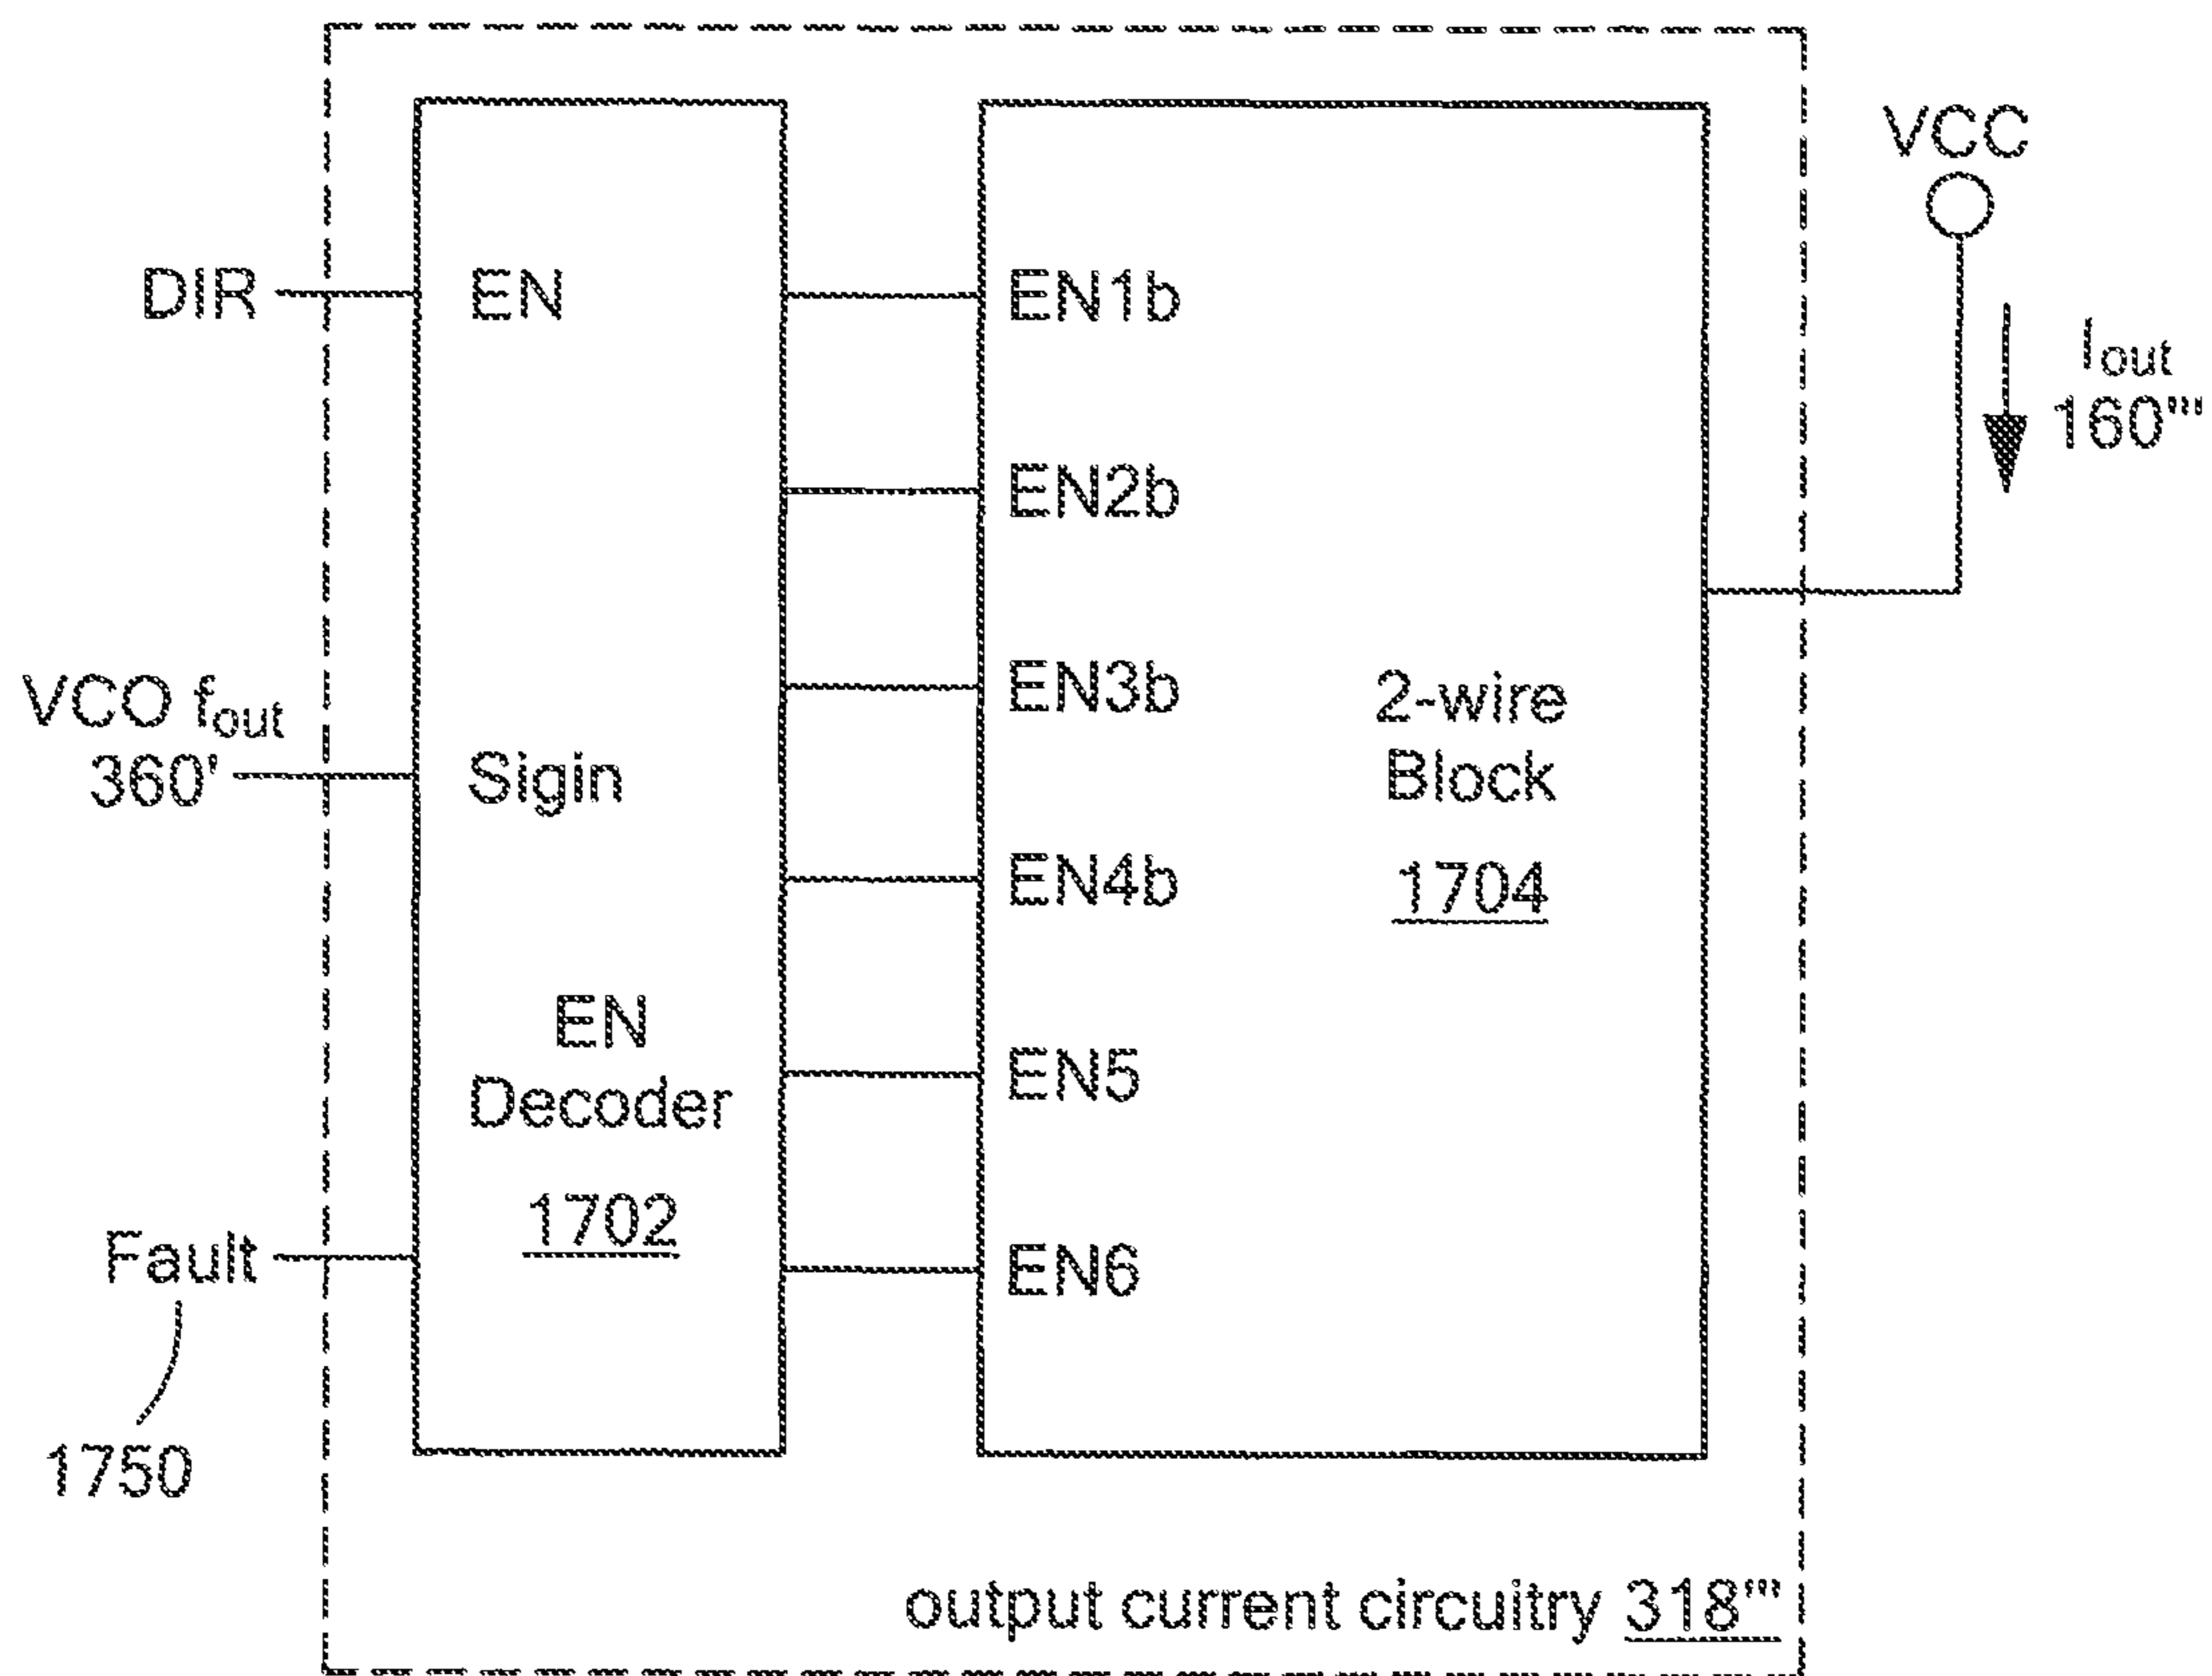 VCC
DIR
EN
EN1b
Iout
160'''
EN2b
VCO fout
360'
Sigin
EN3b
2-wire
Block
1704
EN4b
EN
Decoder
1702
EN5
Fault
EN6
1750
output current circuitry 318'''